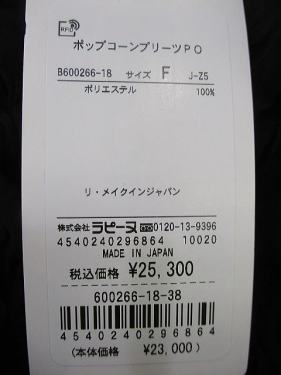 RFID
ポップコーンプリーツPO
B600266-18 サイズ F J-Z5
ポリエステル 100%
リ・メイクインジャパン
株式会社 ラピーヌ 0120-13-9396
4540240296864 10020
MADE IN JAPAN
税込価格 ¥25,300
600266-18-38
4540240296864
(本体価格 ¥23,000)